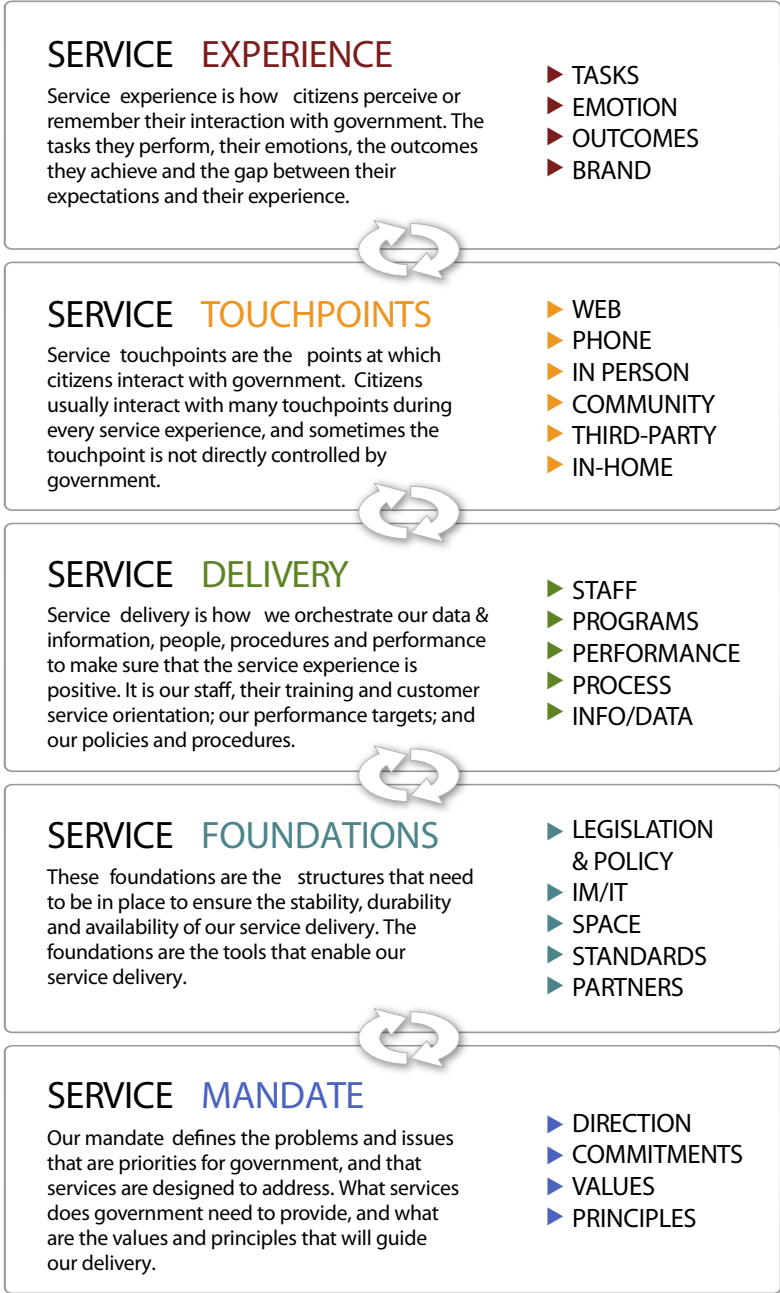 SERVICE EXPERIENCE
Service experience is how citizens perceive or
remember their interaction with government. The
tasks they perform, their emotions, the outcomes
they achieve and the gap between their
expectations and their experience.
TASKS
EMOTION
OUTCOMES
BRAND
SERVICE TOUCHPOINTS
Service touchpoints are the points at which
citizens interact with government. Citizens
usually interact with many touchpoints during
every service experience, and sometimes the
touchpoint is not directly controlled by
government.
WEB
PHONE
IN PERSON
COMMUNITY
THIRD-PARTY
IN-HOME
SERVICE DELIVERY
Service delivery is how we orchestrate our data &
information, people, procedures and performance
to make sure that the service experience is
positive. It is our staff, their training and customer
service orientation; our performance targets; and
our policies and procedures.
STAFF
PROGRAMS
PERFORMANCE
PROCESS
INFO/DATA
SERVICE FOUNDATIONS
These foundations are the structures that need
to be in place to ensure the stability, durability
and availability of our service delivery. The
foundations are the tools that enable our
service delivery.
LEGISLATION
& POLICY
IM/IT
SPACE
STANDARDS
PARTNERS
SERVICE MANDATE
Our mandate defines the problems and issues
that are priorities for government, and that
services are designed to address. What services
does government need to provide, and what
are the values and principles that will guide
our delivery.
DIRECTION
COMMITMENTS
VALUES
PRINCIPLES